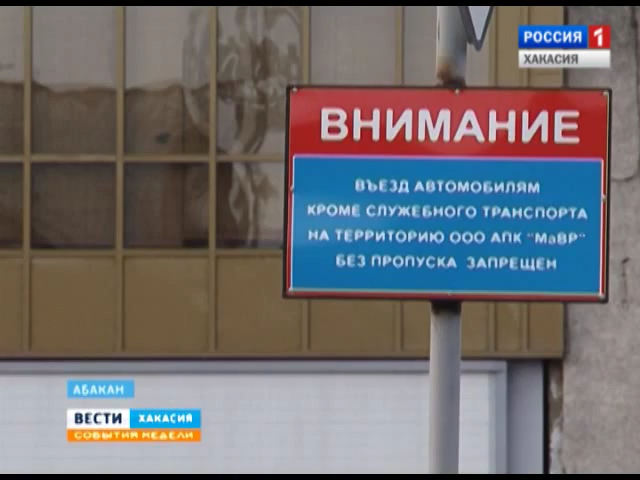 РОССИЯ 1
ХАКАСИЯ
ВНИМАНИЕ
ВЪЕЗД АВТОМОБИЛЯМ
КРОМЕ СЛУЖЕБНОГО ТРАНСПОРТА
НА ТЕРРИТОРИЮ ООО АПК "МаВР"
БЕЗ ПРОПУСКА ЗАПРЕЩЕН
АБАКАН
ВЕСТИ ХАКАСИЯ
СОБЫТИЯ НЕДЕЛИ